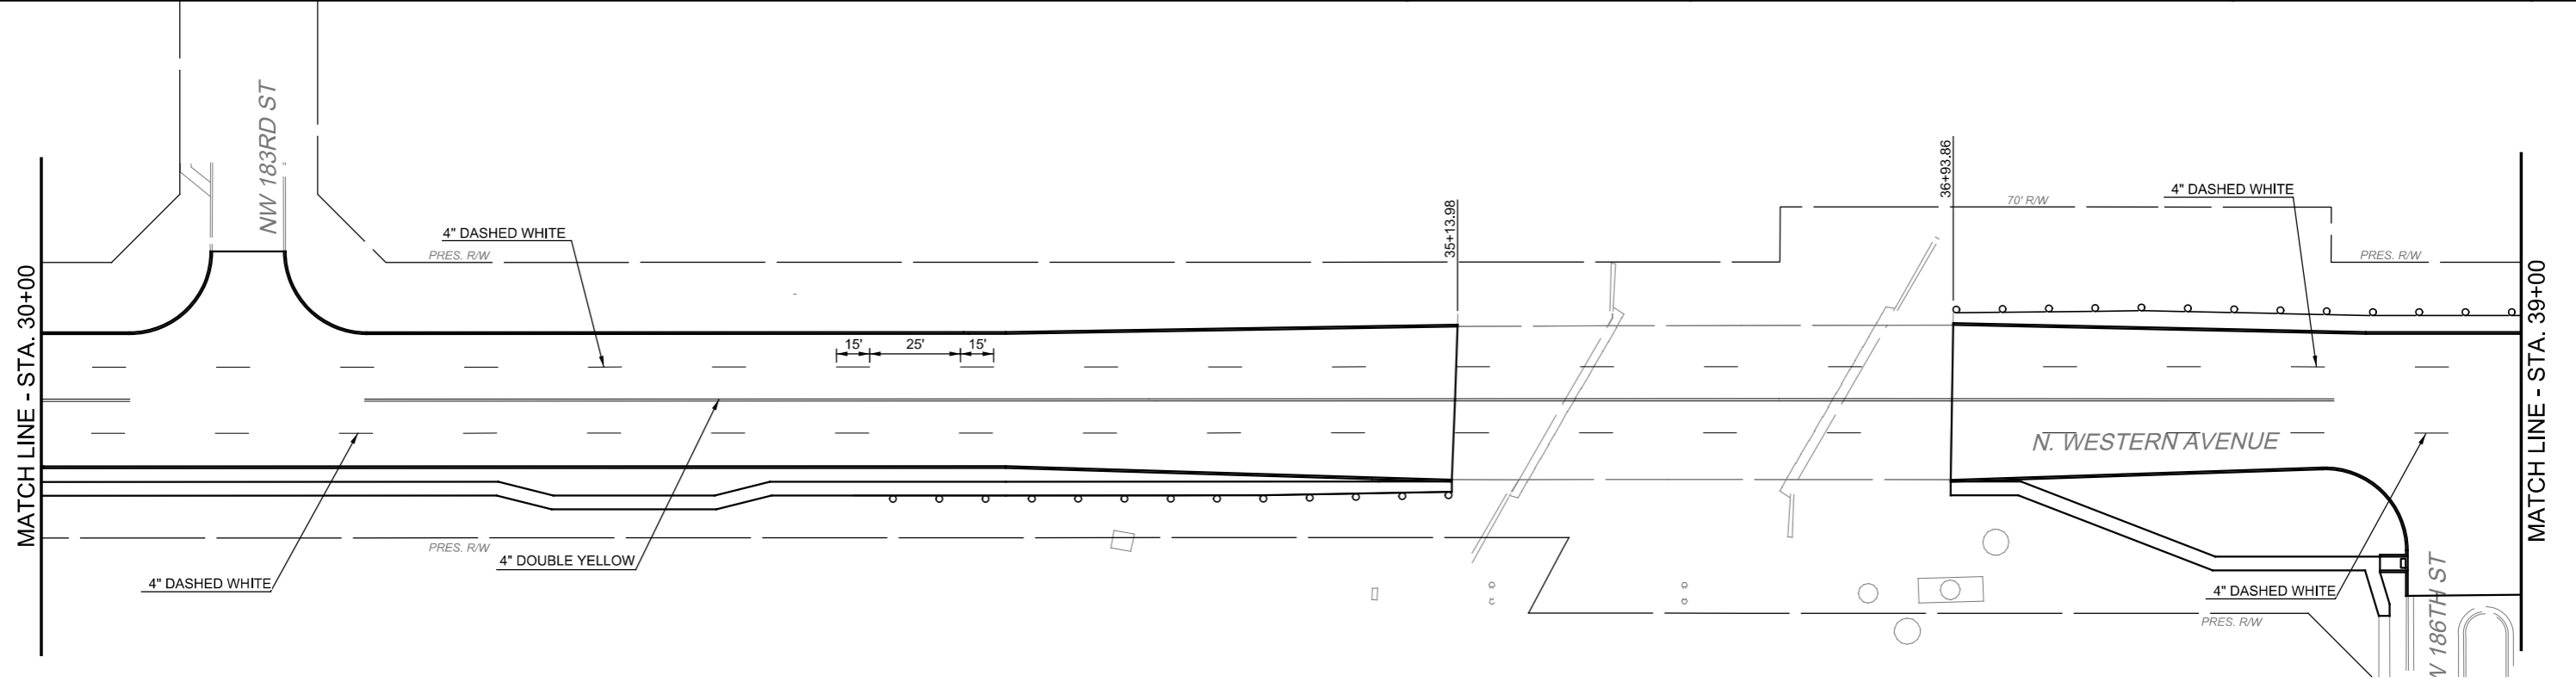 NW 183RD ST
36+93.86
4" DASHED WHITE
70' R/W
35+13.98
4" DASHED WHITE
PRES. R/W
PRES. R/W
MATCH LINE - STA. 30+00
MATCH LINE - STA. 39+00
15' 25' 15'
N. WESTERN AVENUE
PRES. R/W
4" DOUBLE YELLOW
4" DASHED WHITE
4" DASHED WHITE
PRES. R/W
186TH ST